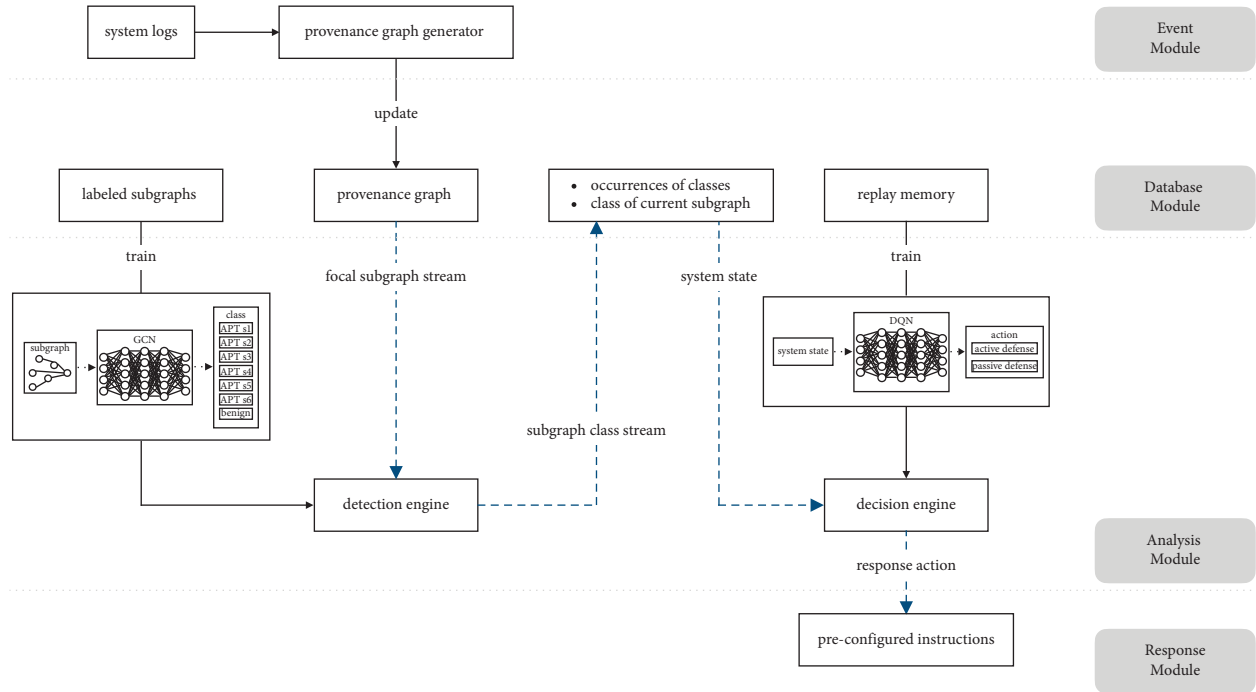 system logs
provenance graph generator
Event
Module
update
labeled subgraphs
provenance graph
• occurrences of classes
• class of current subgraph
replay memory
Database
Module
train
focal subgraph stream
system state
train
subgraph
GCN
class
APT s1
APT s2
APT s3
APT s4
APT s5
APT s6
benign
system state
DQN
action
active defense
passive defense
subgraph class stream
detection engine
decision engine
Analysis
Module
response action
pre-configured instructions
Response
Module